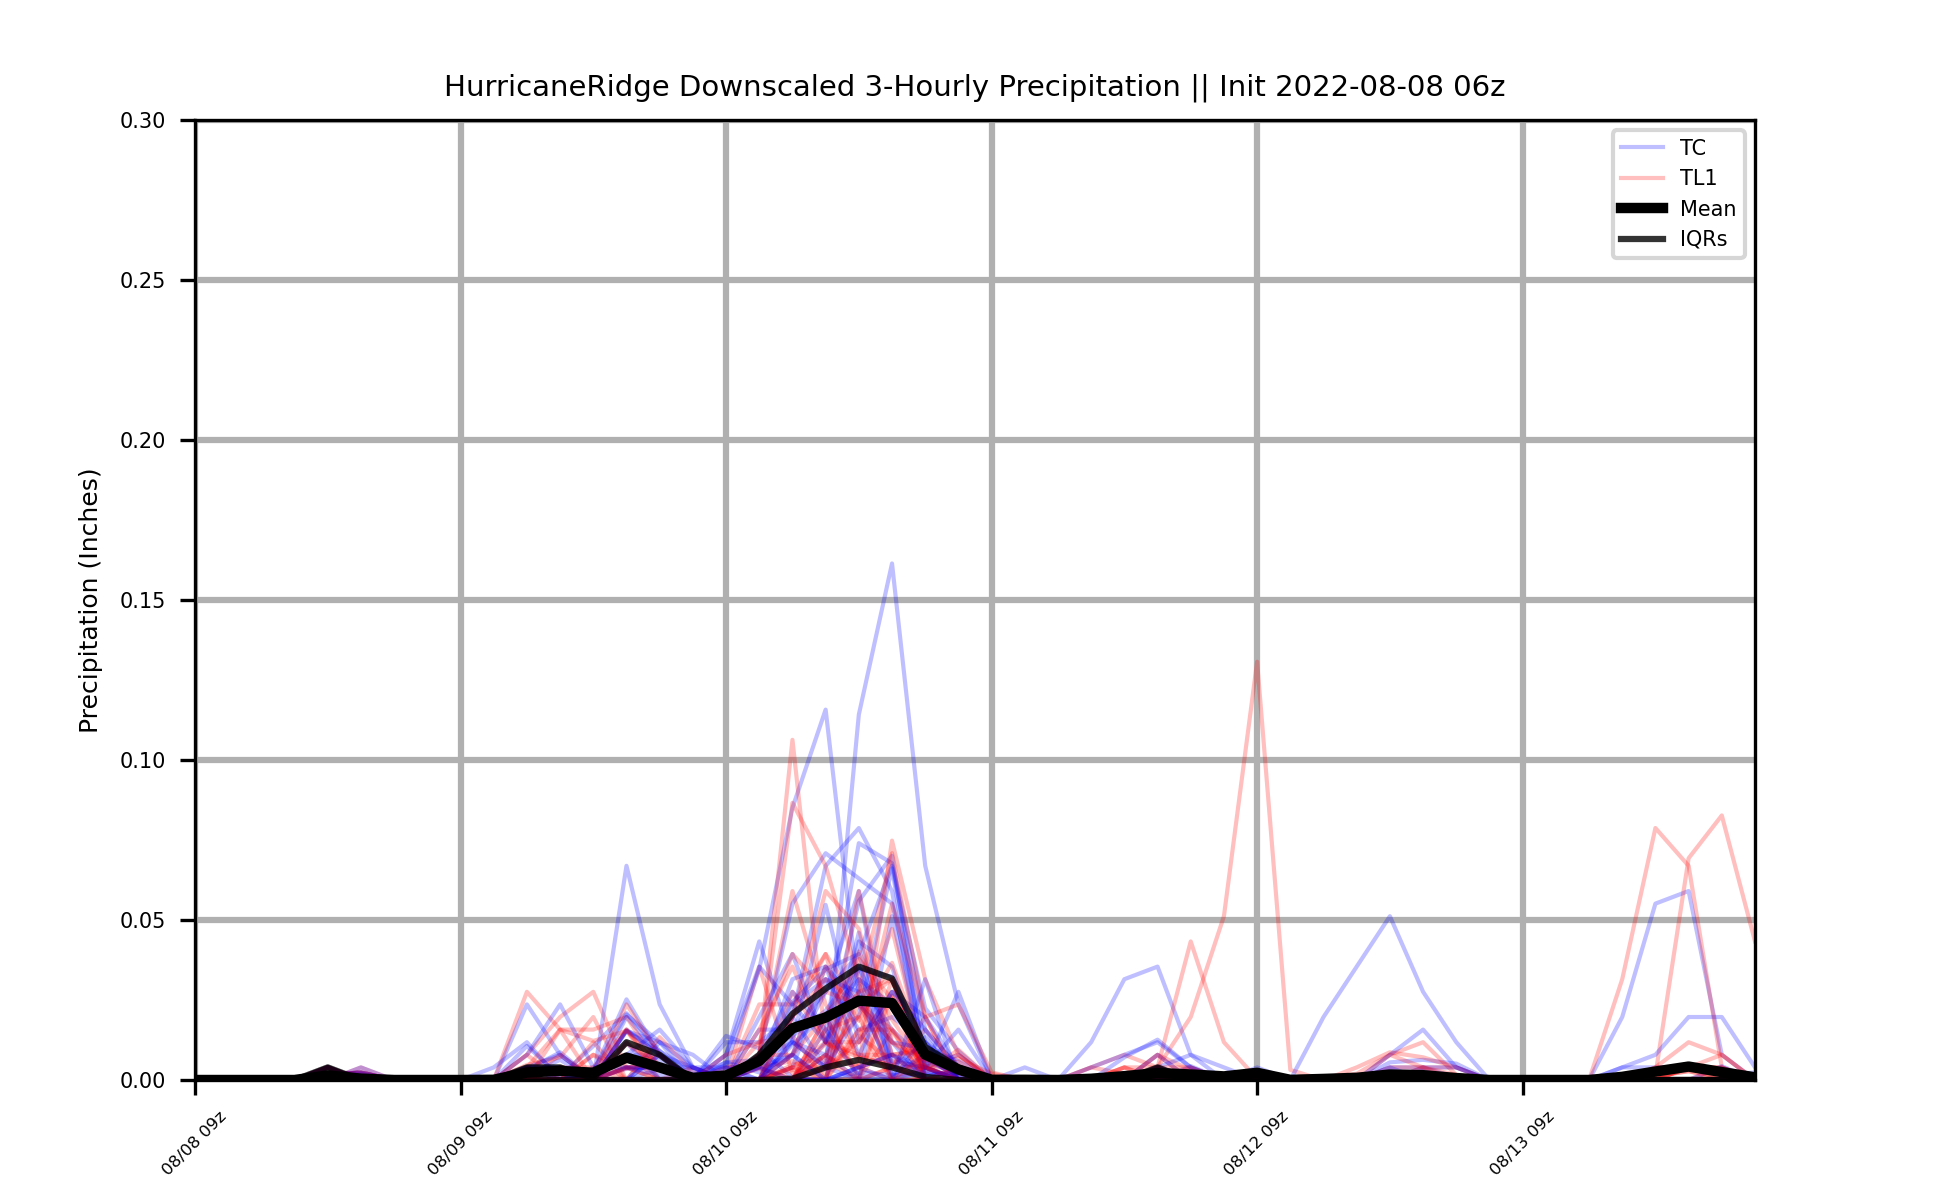 HurricaneRidge Downscaled 3-Hourly Precipitation || Init 2022-08-08 06z
0.30
0.25
0.20
0.15
0.10
0.05
0.00
Precipitation (Inches)
TC
TL1
Mean
IQRs
08/08 09z
08/09 09z
08/10 09z
08/11 09z
08/12 09z
08/13 09z